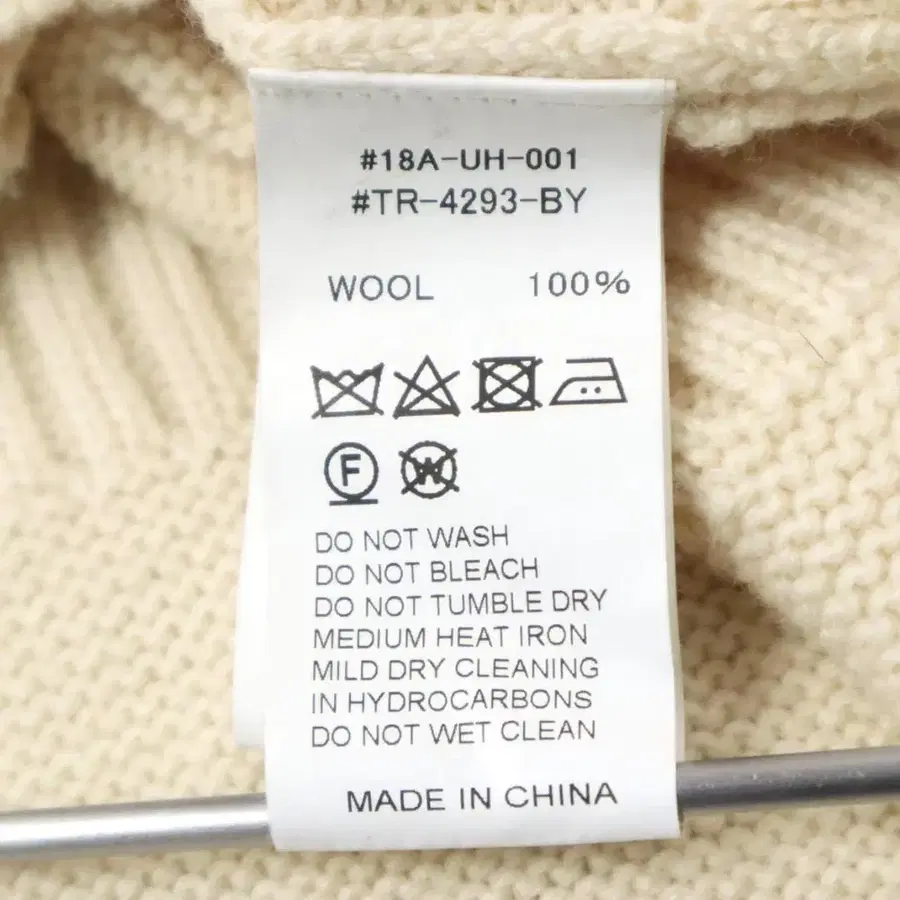 #18A-UH-001
#TR-4293-BY
WOOL 100%
F W
DO NOT WASH
DO NOT BLEACH
DO NOT TUMBLE DRY
MEDIUM HEAT IRON
MILD DRY CLEANING
IN HYDROCARBONS
DO NOT WET CLEAN
MADE IN CHINA